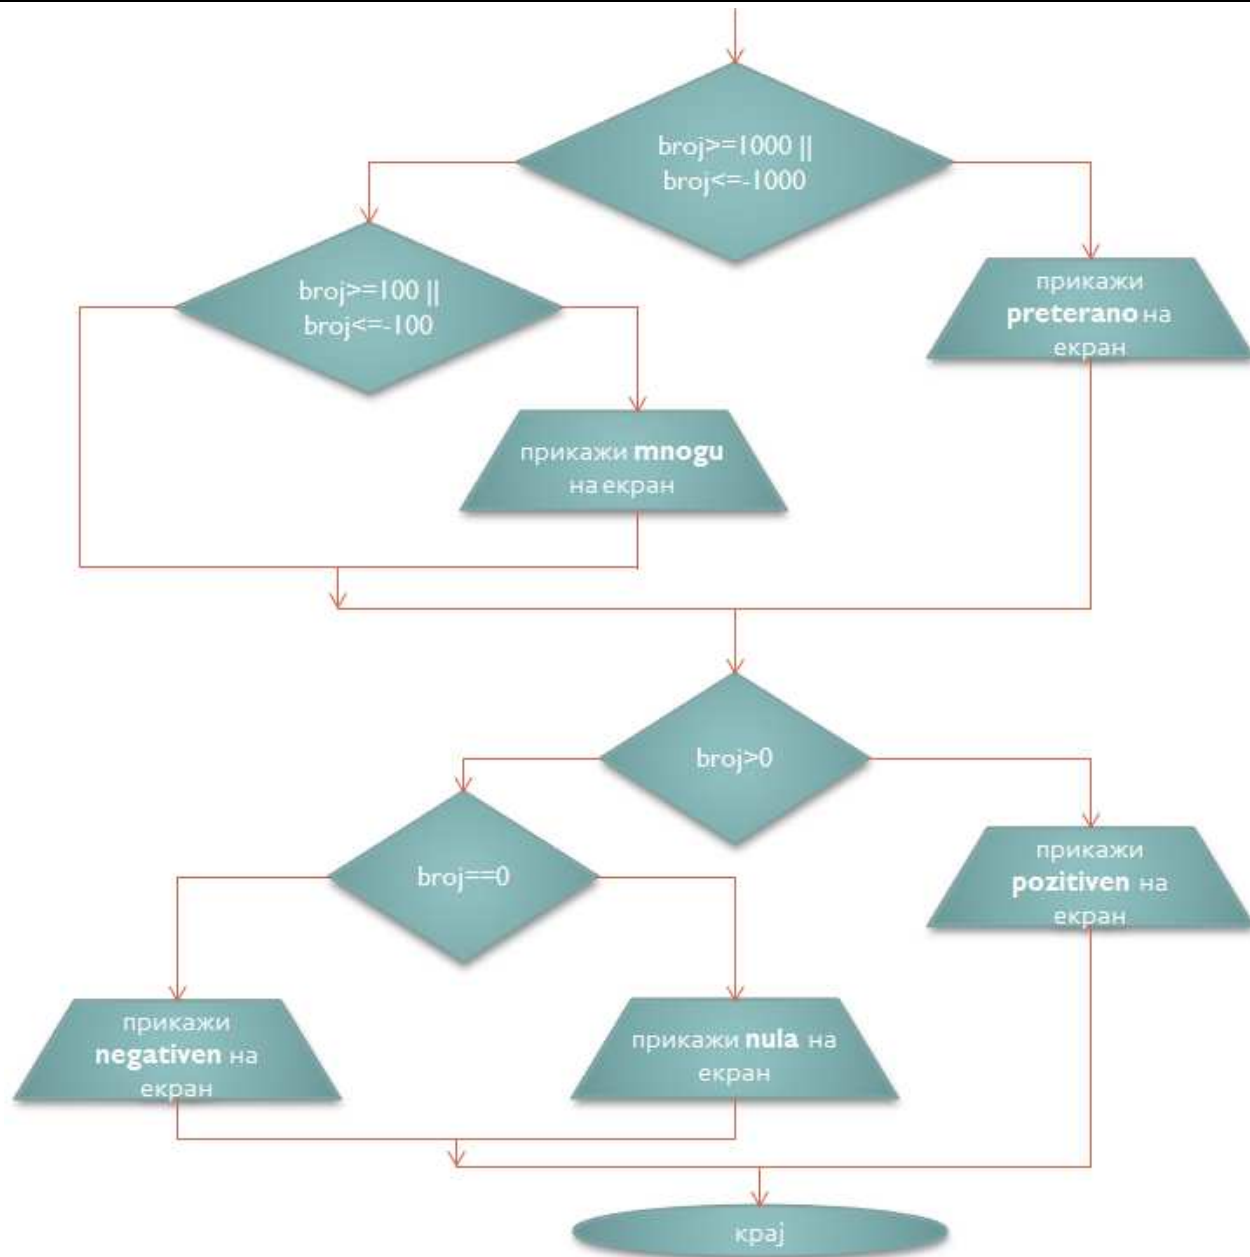 broj>=1000 ||
broj<=-1000
broj>=100 ||
broj<=-100
прикажи
preterano на
екран
прикажи mnogu
на екран
broj>0
broj==0
прикажи
pozitiven на
екран
прикажи
negativen на
екран
прикажи nula на
екран
крај